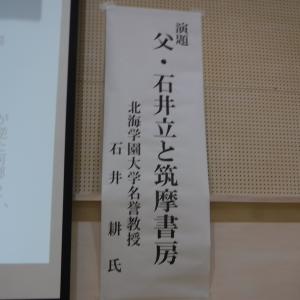 演題
父・石井立と筑摩書房
北海学園大学名誉教授
石井耕氏